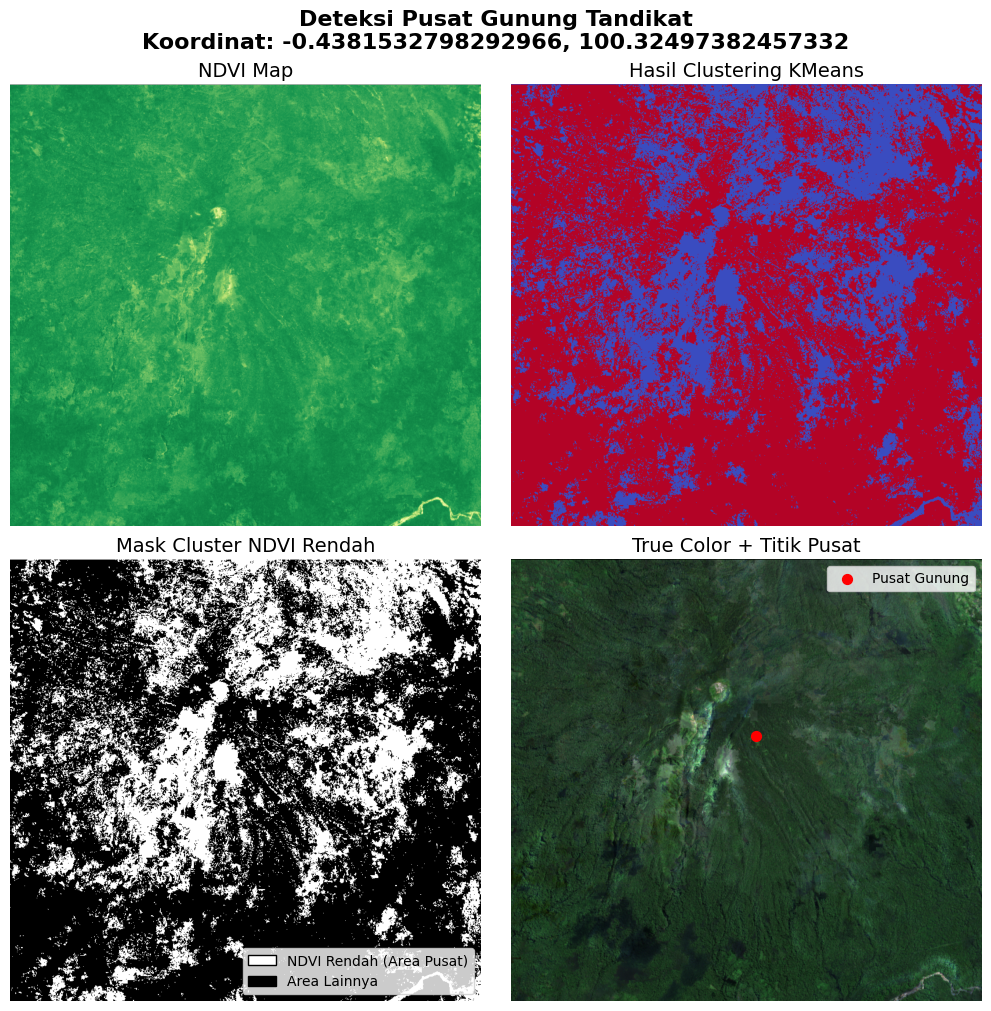 Deteksi Pusat Gunung Tandikat
Koordinat: -0.4381532798292966, 100.32497382457332
NDVI Map
Hasil Clustering KMeans
Mask Cluster NDVI Rendah
NDVI Rendah (Area Pusat)
Area Lainnya
True Color + Titik Pusat
Pusat Gunung